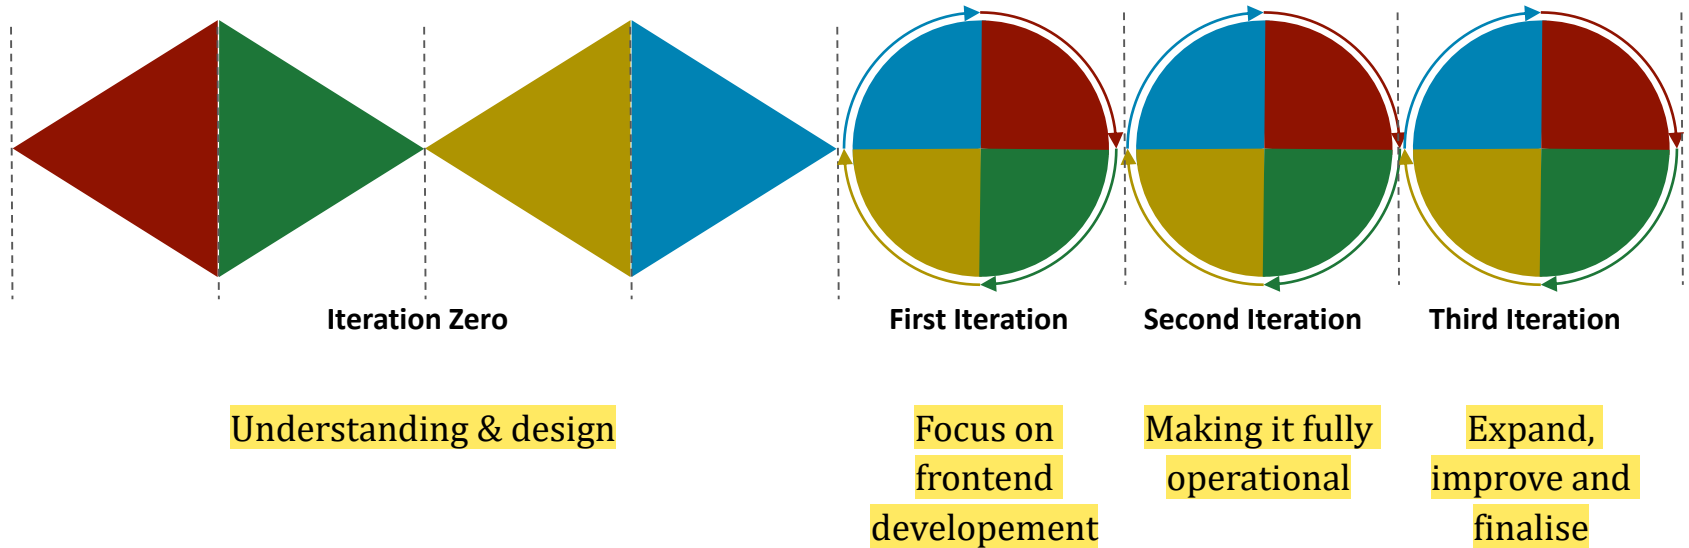 Iteration Zero
First Iteration
Second Iteration
Third Iteration
Understanding & design
Focus on
frontend
developement
Making it fully
operational
Expand,
improve and
finalise